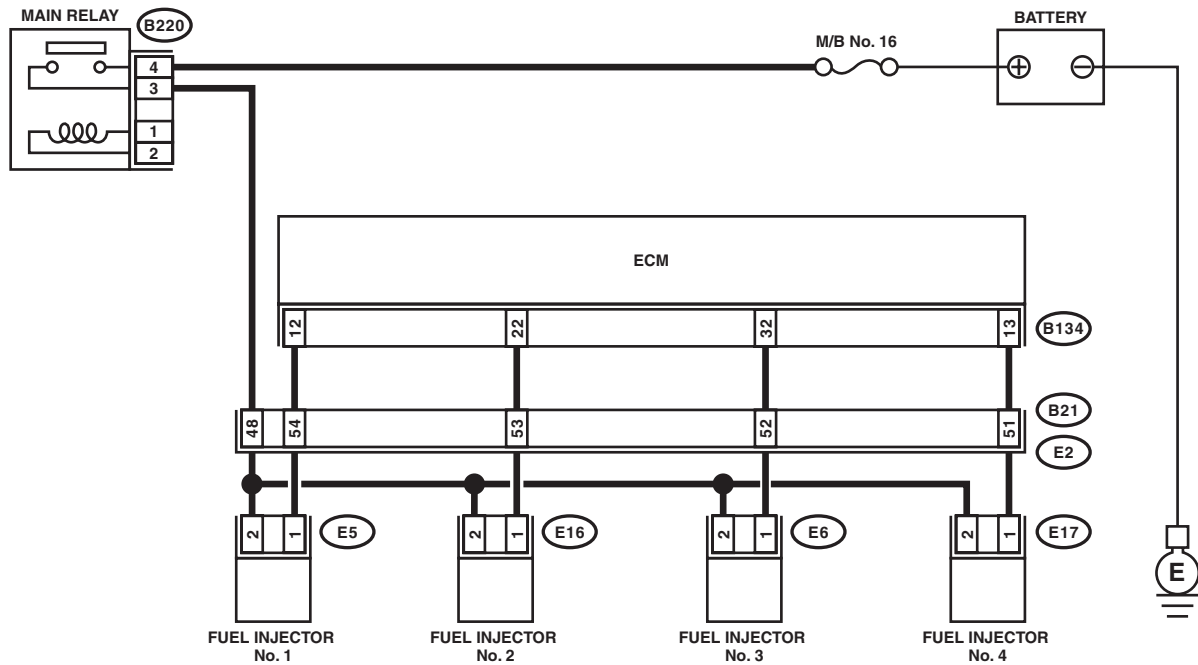 MAIN RELAY
B220
BATTERY
M/B No. 16
4
3
1
2
ECM
12
22
32
13
B134
48
54
53
52
51
B21
E2
2
1
E5
2
1
E16
2
1
E6
2
1
E17
E
FUEL INJECTOR
No. 1
FUEL INJECTOR
No. 2
FUEL INJECTOR
No. 3
FUEL INJECTOR
No. 4